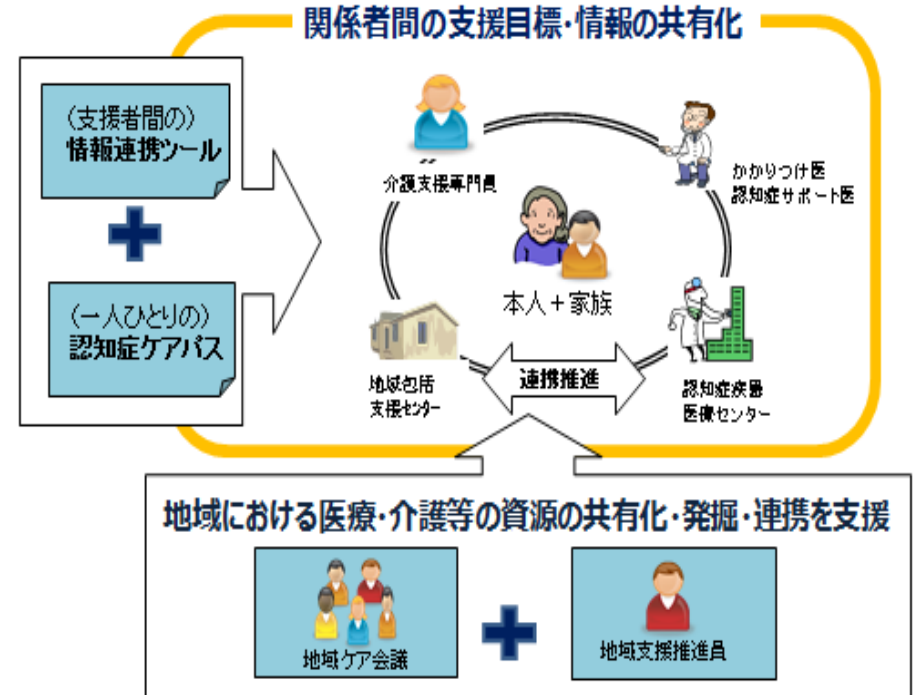 関係者間の支援目標・情報の共有化
（支援者間の）
情報連携ツール
（一人ひとりの）
認知症ケアパス
介護支援専門員
かかりつけ医
認知症サポート医
本人＋家族
地域包括
支援センター
連携推進
認知症疾患
医療センター
地域における医療・介護等の資源の共有化・発掘・連携を支援
地域ケア会議
地域支援推進員